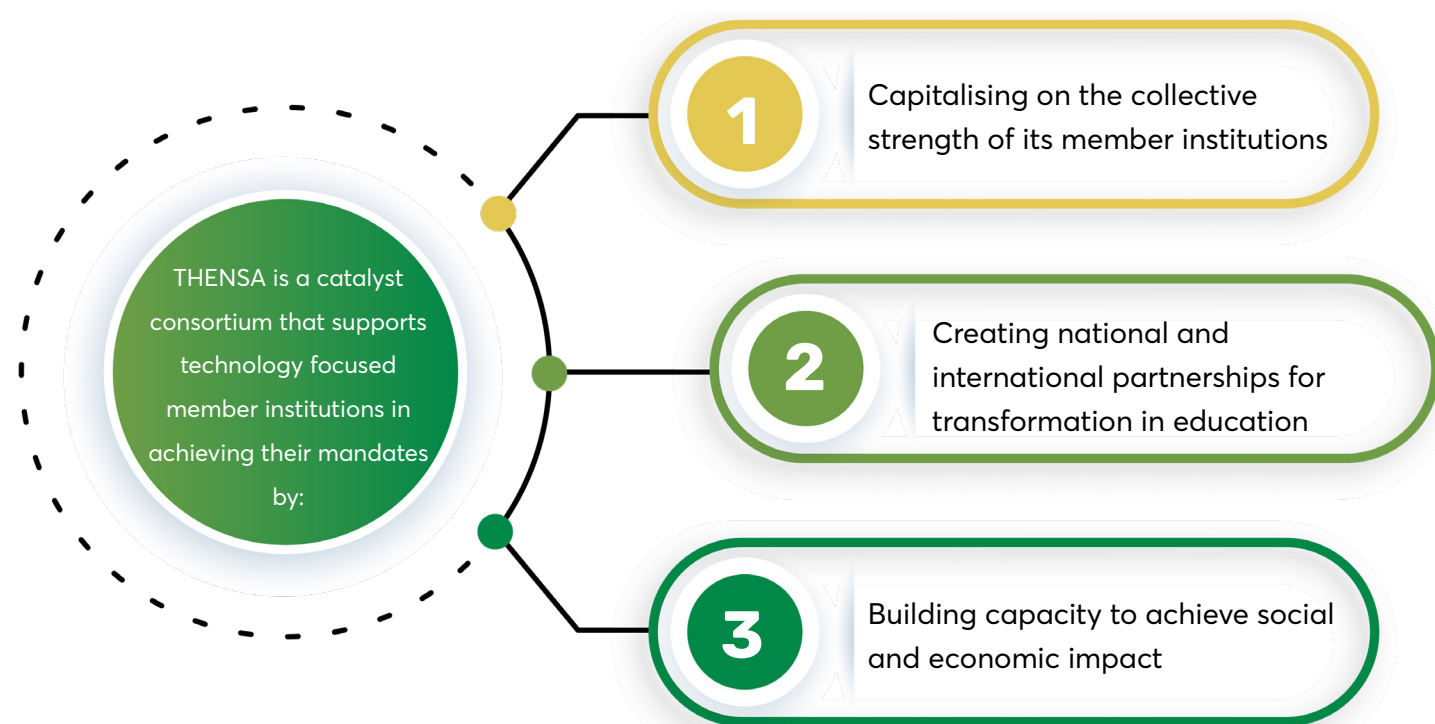 THENSA is a catalyst
consortium that supports
technology focused
member institutions in
achieving their mandates
by:
1
Capitalising on the collective
strength of its member institutions
2
Creating national and
international partnerships for
transformation in education
3
Building capacity to achieve social
and economic impact